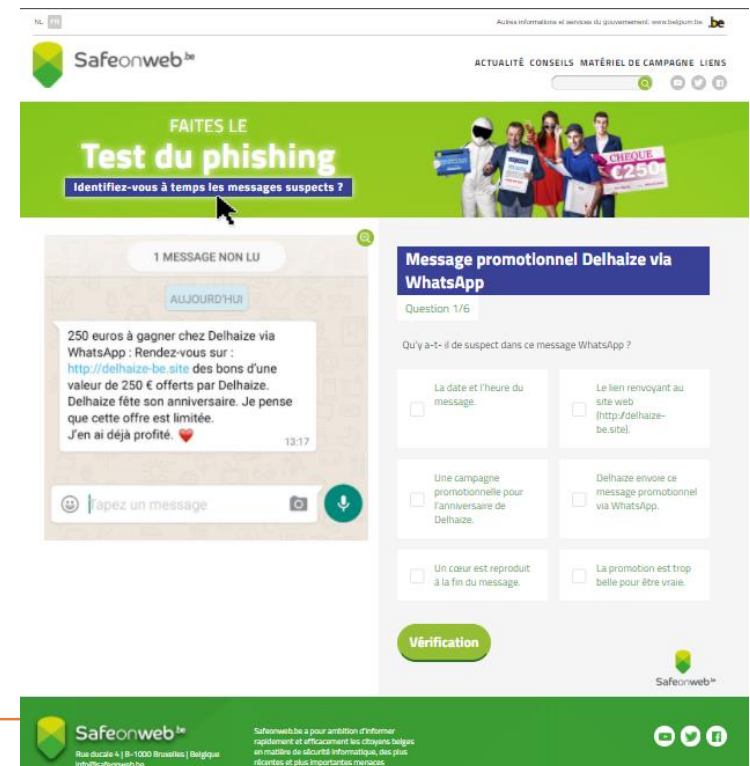 NL FR
Autres informations et services du gouvernement: www.belgium.be .be
Safeonweb.be
ACTUALITÉ CONSEILS MATÉRIEL DE CAMPAGNE LIENS
FAITES LE
Test du phishing
Identifiez-vous à temps les messages suspects ?
CHEQUE
€250
1 MESSAGE NON LU
AUJOURD'HUI
250 euros à gagner chez Delhaize via
WhatsApp : Rendez-vous sur :
http://delhaize-be.site des bons d'une
valeur de 250 € offerts par Delhaize.
Delhaize fête son anniversaire. Je pense
que cette offre est limitée.
J'en ai déjà profité. ❤️
13:17
Tapez un message
Message promotionnel Delhaize via
WhatsApp
Question 1/6
Qu'y a-t- il de suspect dans ce message WhatsApp ?
La date et l'heure du
message.
Le lien renvoyant au
site web
(http://delhaize-
be.site).
Une campagne
promotionnelle pour
l'anniversaire de
Delhaize.
Delhaize envoie ce
message promotionnel
via WhatsApp.
Un cœur est reproduit
à la fin du message.
La promotion est trop
belle pour être vraie.
Vérification
Safeonweb.be
Safeonweb.be
Rue ducale 4 | B-1000 Bruxelles | Belgique
info@safeonweb.be
Safeonweb.be a pour ambition d'informer
rapidement et efficacement les citoyens belges
en matière de sécurité informatique, des plus
récentes et plus importantes menaces